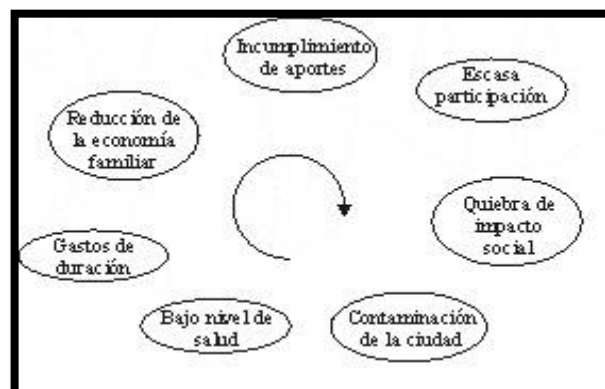 Incumplimiento
de aportes
Escasa
participación
Reducción de
la economía
familiar
Quiebra de
impacto
social
Gastos de
duración
Bajo nivel de
salud
Contaminación
de la ciudad